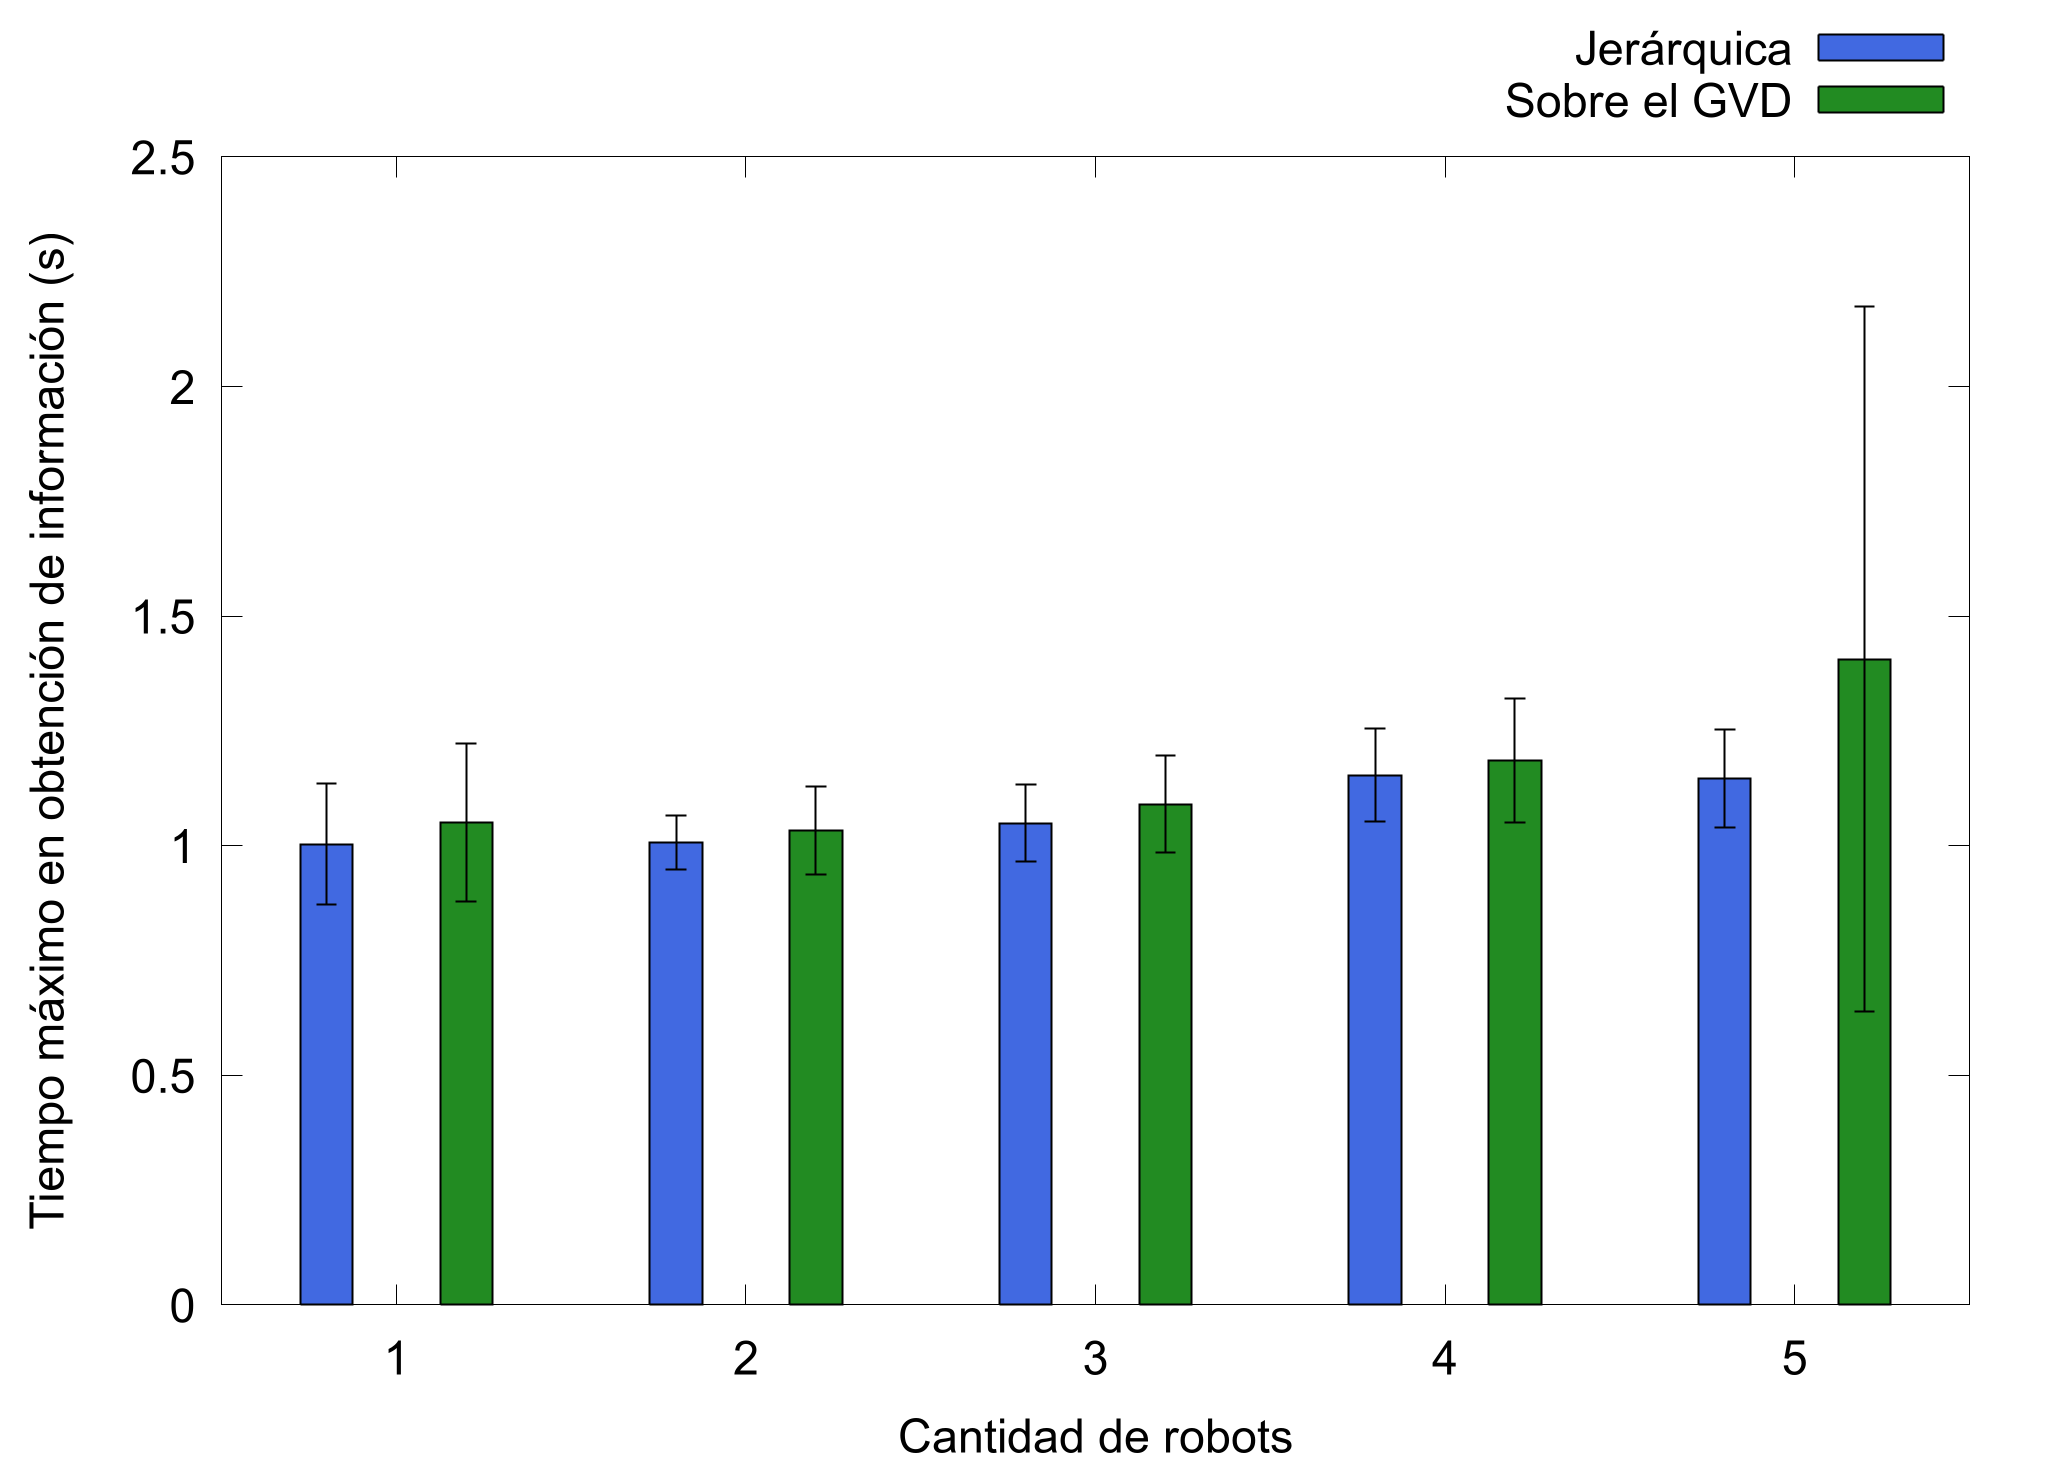 Jerárquica
Sobre el GVD
Tiempo máximo en obtención de información (s)
2.5
2
1.5
1
0.5
0
1 2 3 4 5
Cantidad de robots